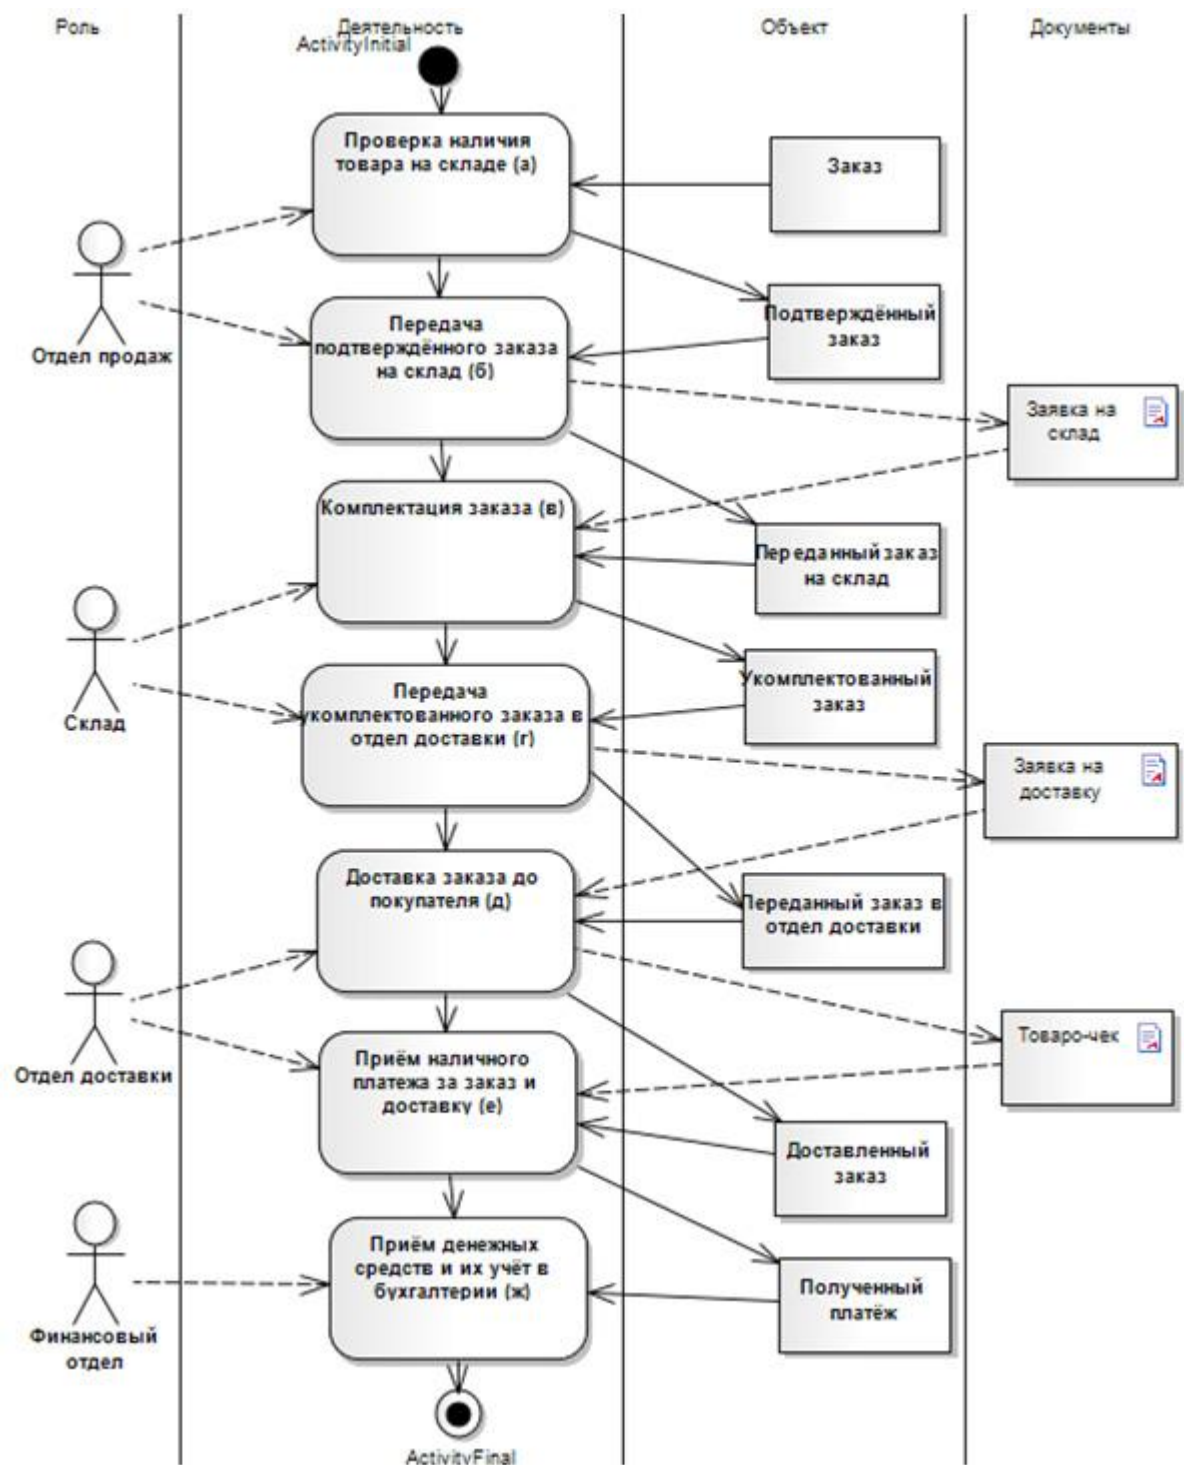 Роль
Деятельность
Объект
Документы
ActivityInitial
Проверка наличия
товара на складе (а)
Заказ
Отдел продаж
Передача
подтверждённого заказа
на склад (б)
Подтверждённый
заказ
Заявка на
склад
Комплектация заказа (в)
Переданный заказ
на склад
Склад
Передача
укомплектованного заказа в
отдел доставки (г)
Укомплектованный
заказ
Заявка на
доставку
Доставка заказа до
покупателя (д)
Переданный заказ в
отдел доставки
Отдел доставки
Приём наличного
платежа за заказ и
доставку (е)
Товаро-чек
Доставленный
заказ
Финансовый
отдел
Приём денежных
средств и их учёт в
бухгалтерии (ж)
Полученный
платёж
ActivityFinal